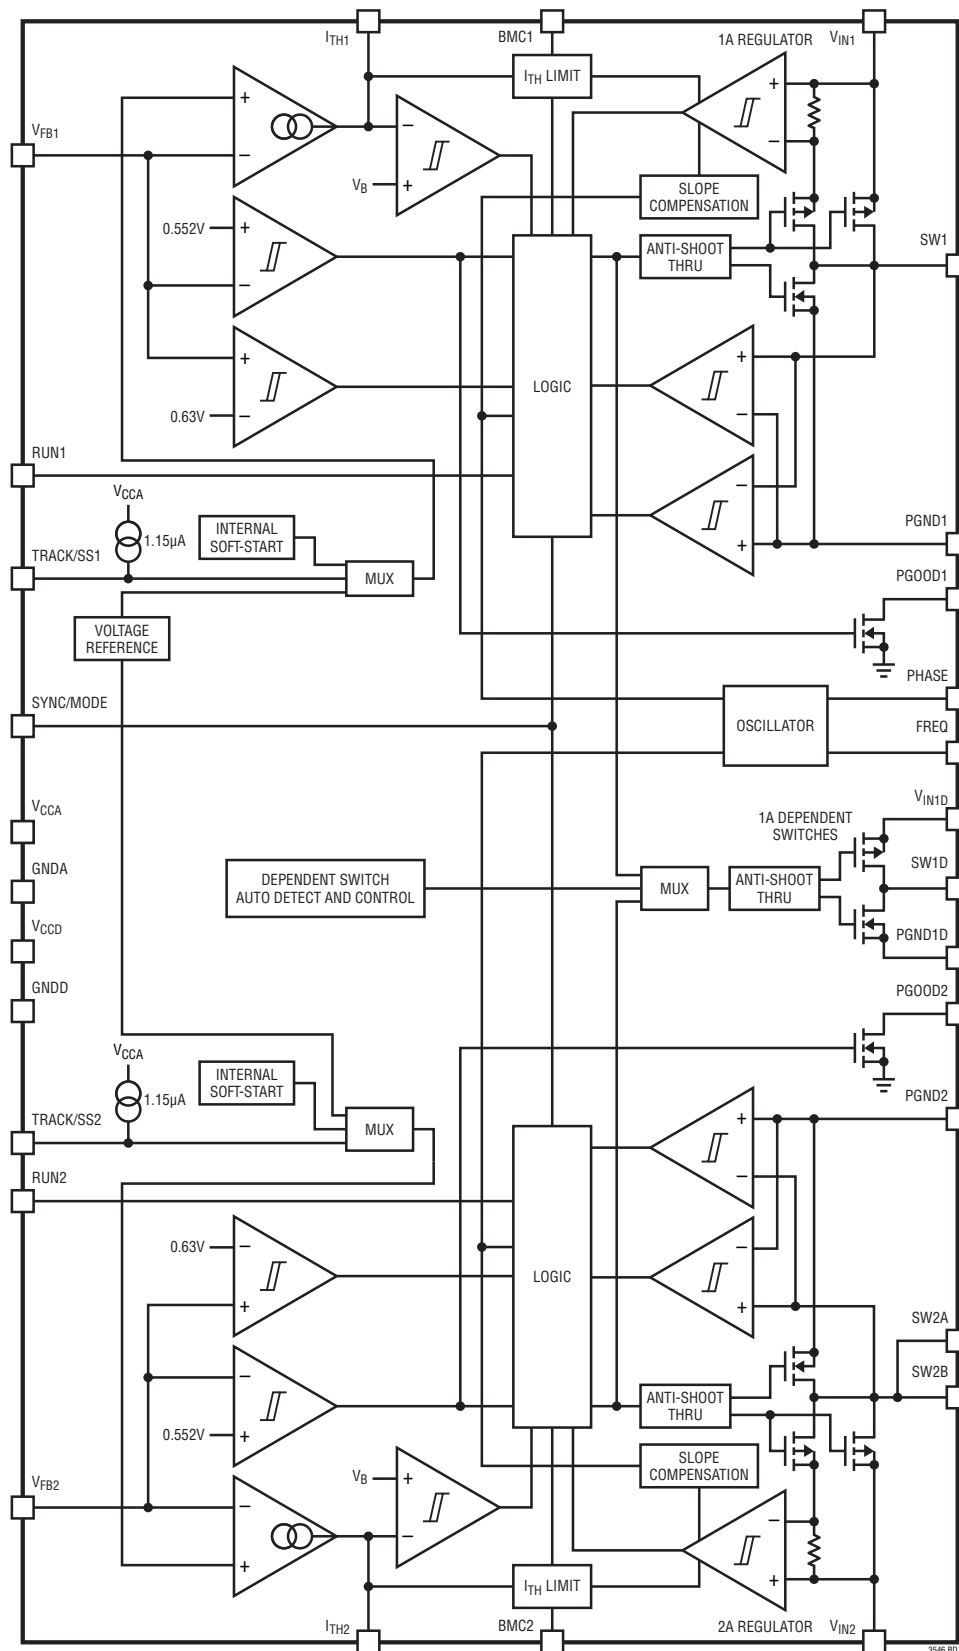 ITH1
BMC1
1A REGULATOR
VIN1
ITH LIMIT
+
+
VFB1
−
−
−
VB
+
SLOPE
COMPENSATION
0.552V
+
ANTI-SHOOT
THRU
SW1
−
+
LOGIC
+
0.63V
−
−
RUN1
−
VCCA
1.15µA
INTERNAL
SOFT-START
+
PGND1
TRACK/SS1
MUX
PGOOD1
VOLTAGE
REFERENCE
PHASE
SYNC/MODE
OSCILLATOR
FREQ
VCCA
1A DEPENDENT
SWITCHES
VIN1D
GNDA
DEPENDENT SWITCH
AUTO DETECT AND CONTROL
MUX
ANTI-SHOOT
THRU
SW1D
VCCD
PGND1D
GNDD
PGOOD2
VCCA
1.15µA
INTERNAL
SOFT-START
PGND2
TRACK/SS2
MUX
+
RUN2
−
0.63V
−
−
LOGIC
+
+
SW2A
−
ANTI-SHOOT
THRU
SW2B
0.552V
+
SLOPE
COMPENSATION
VB
+
VFB2
−
−
−
+
+
ITH LIMIT
ITH2
BMC2
2A REGULATOR
VIN2
3546 BD